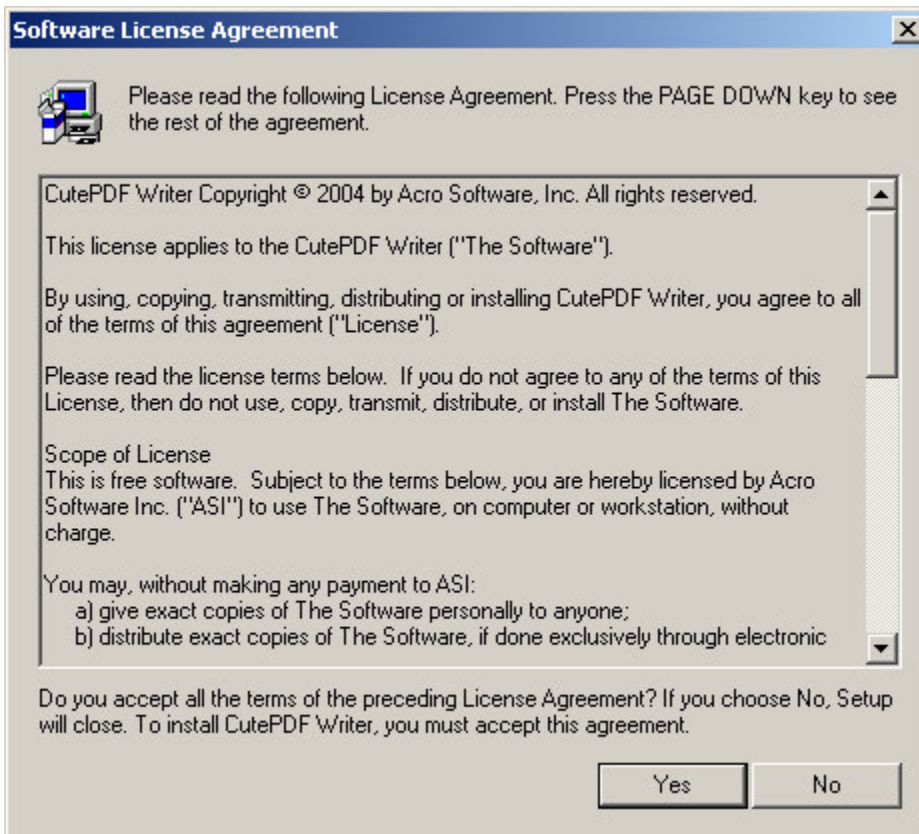 Software License Agreement
Please read the following License Agreement. Press the PAGE DOWN key to see
the rest of the agreement.
CutePDF Writer Copyright © 2004 by Acro Software, Inc. All rights reserved.
This license applies to the CutePDF Writer ("The Software").
By using, copying, transmitting, distributing or installing CutePDF Writer, you agree to all
of the terms of this agreement ("License").
Please read the license terms below.  If you do not agree to any of the terms of this
License, then do not use, copy, transmit, distribute, or install The Software.
Scope of License
This is free software.  Subject to the terms below, you are hereby licensed by Acro
Software Inc. ("ASI") to use The Software, on computer or workstation, without
charge.
You may, without making any payment to ASI:
a) give exact copies of The Software personally to anyone;
b) distribute exact copies of The Software, if done exclusively through electronic
Do you accept all the terms of the preceding License Agreement? If you choose No, Setup
will close. To install CutePDF Writer, you must accept this agreement.
Yes No